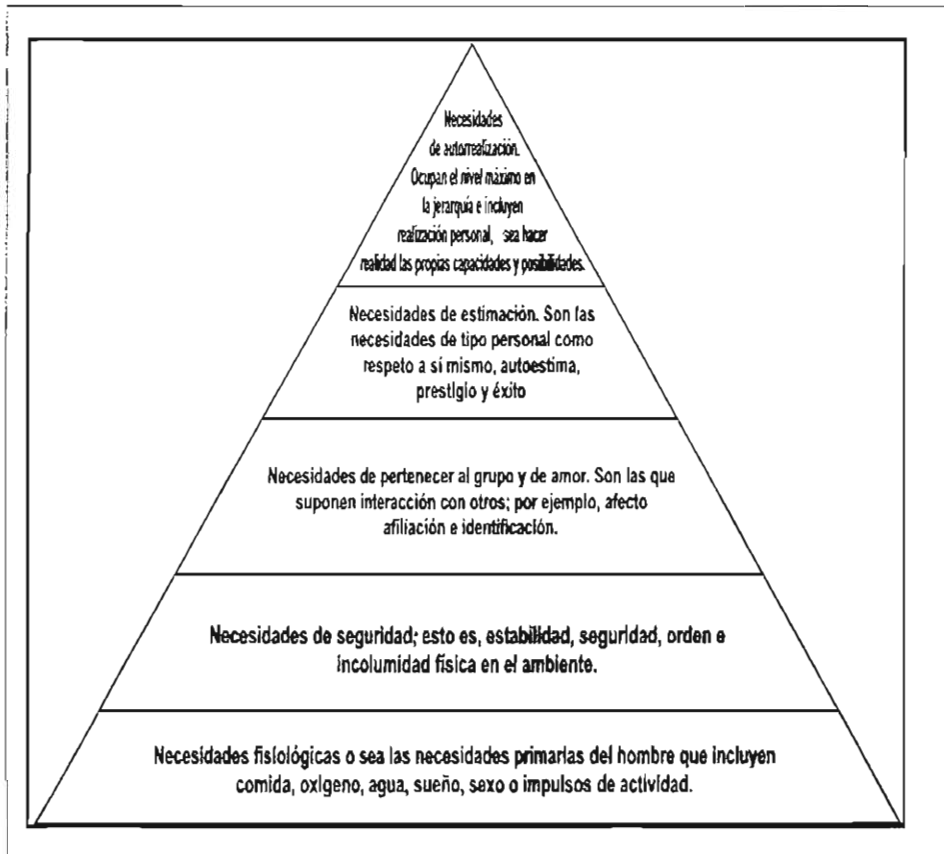 Necesidades
de autorrealización.
Ocupan el nivel máximo en
la jerarquía e incluyen
realización personal, sea hacer
realidad las propias capacidades y posibilidades.
Necesidades de estimación. Son las
necesidades de tipo personal como
respeto a sí mismo, autoestima,
prestigio y éxito
Necesidades de pertenecer al grupo y de amor. Son las que
suponen interacción con otros; por ejemplo, afecto
afiliación e identificación.
Necesidades de seguridad; esto es, estabilidad, seguridad, orden e
incolumidad física en el ambiente.
Necesidades fisiológicas o sea las necesidades primarias del hombre que incluyen
comida, oxigeno, agua, sueño, sexo o impulsos de actividad.